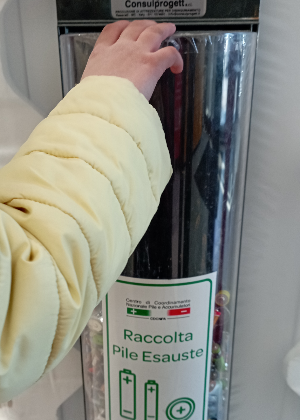 Consulprogett s.r.l.
Centro di Coordinamento
Nazionale Pile e Accumulatori
Raccolta
Pile Esauste